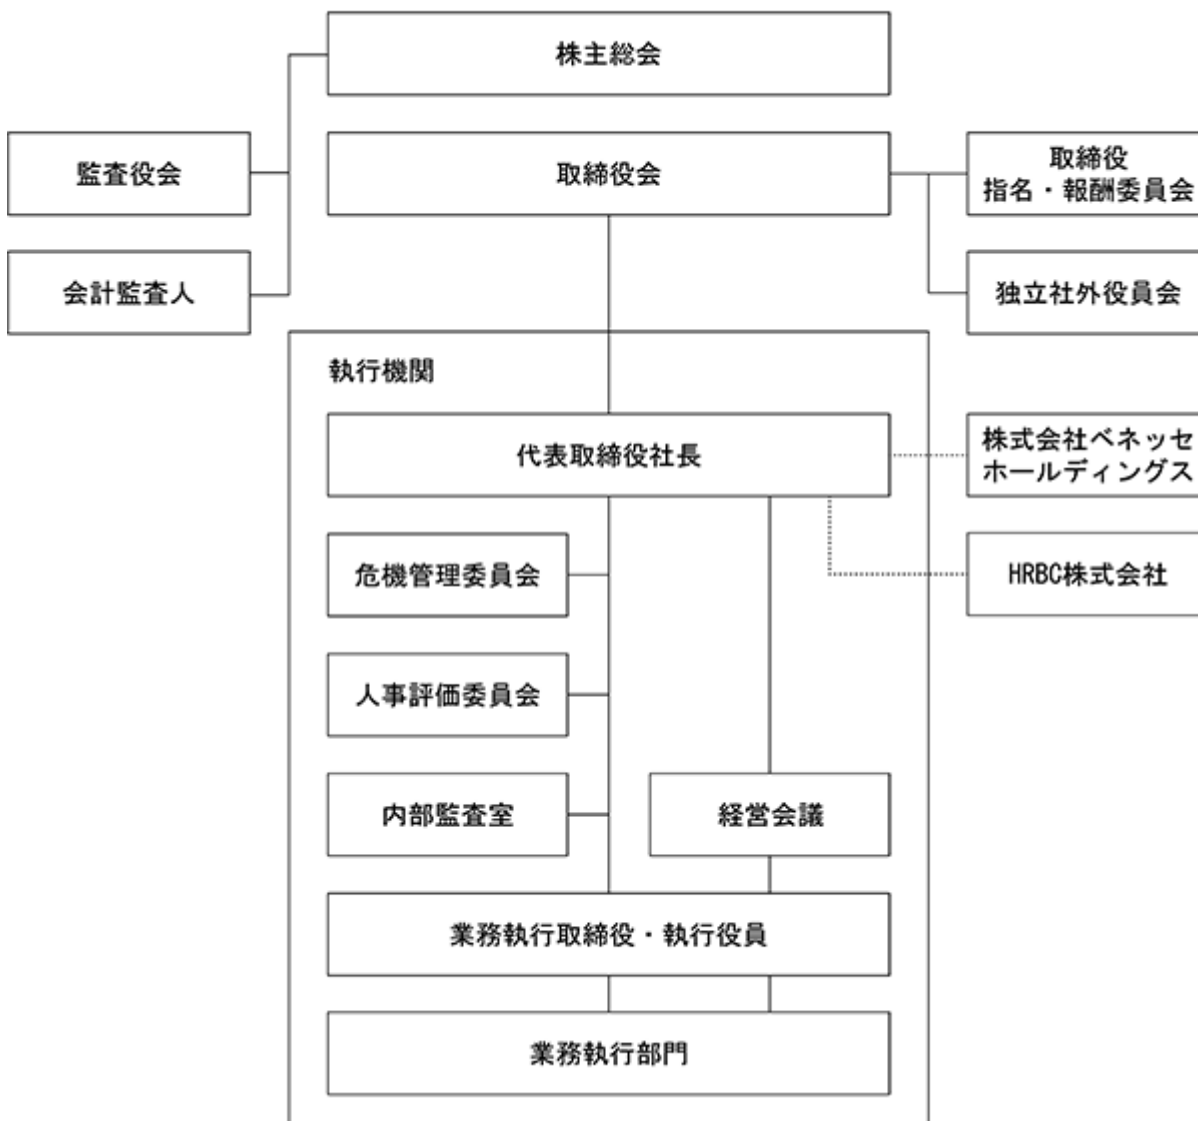 株主総会
監査役会
取締役会
取締役
指名・報酬委員会
会計監査人
独立社外役員会
執行機関
代表取締役社長
株式会社ベネッセ
ホールディングス
危機管理委員会
HRBC株式会社
人事評価委員会
内部監査室
経営会議
業務執行取締役・執行役員
業務執行部門